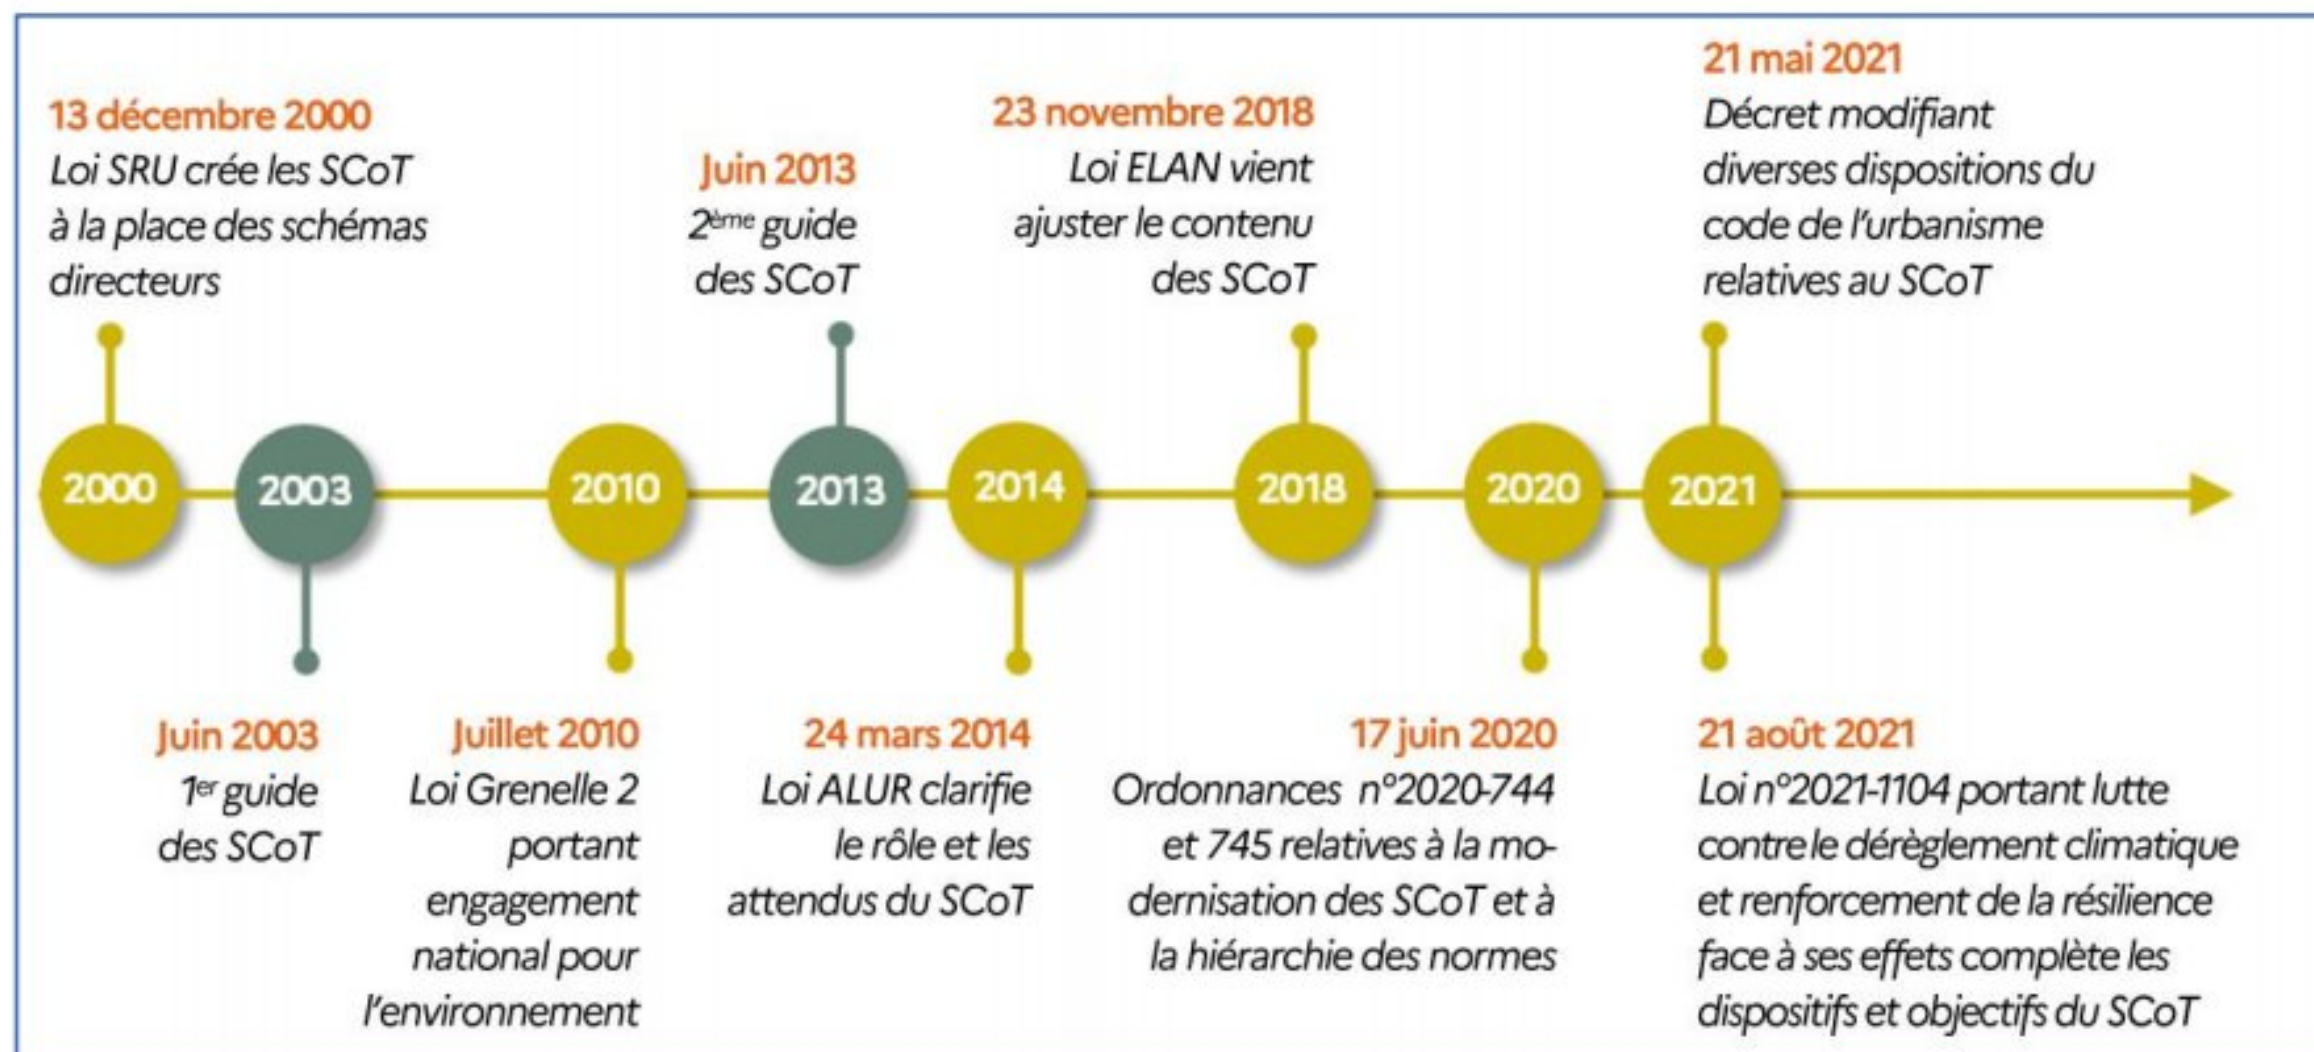 13 décembre 2000
Loi SRU crée les SCoT
à la place des schémas
directeurs
Juin 2013
2ème guide
des SCoT
23 novembre 2018
Loi ELAN vient
ajuster le contenu
des SCoT
21 mai 2021
Décret modifiant
diverses dispositions du
code de l'urbanisme
relatives au SCoT
2000
2003
2010
2013
2014
2018
2020
2021
Juin 2003
1er guide
des SCoT
Juillet 2010
Loi Grenelle 2
portant
engagement
national pour
l'environnement
24 mars 2014
Loi ALUR clarifie
le rôle et les
attendus du SCoT
17 juin 2020
Ordonnances n°2020-744
et 745 relatives à la mo-
dernisation des SCoT et à
la hiérarchie des normes
21 août 2021
Loi n°2021-1104 portant lutte
contre le dérèglement climatique
et renforcement de la résilience
face à ses effets complète les
dispositifs et objectifs du SCoT